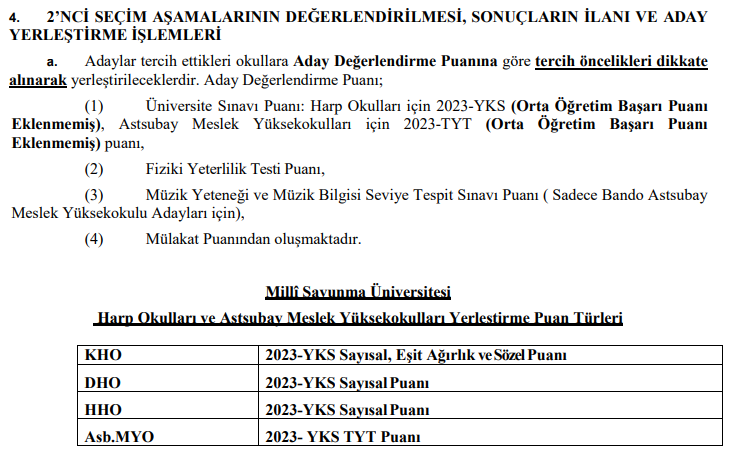 4. 2’NCİ SEÇİM AŞAMALARININ DEĞERLENDİRİLMESİ, SONUÇLARIN İLANI VE ADAY
YERLEŞTİRME İŞLEMLERİ
a. Adaylar tercih ettikleri okullara Aday Değerlendirme Puanına göre tercih öncelikleri dikkate
alınarak yerleştirileceklerdir. Aday Değerlendirme Puanı;
(1) Üniversite Sınavı Puanı: Harp Okulları için 2023-YKS (Orta Öğretim Başarı Puanı
Eklenmemiş), Astsubay Meslek Yüksekokulları için 2023-TYT (Orta Öğretim Başarı Puanı
Eklenmemiş) puanı,
(2) Fiziki Yeterlilik Testi Puanı,
(3) Müzik Yeteneği ve Müzik Bilgisi Seviye Tespit Sınavı Puanı ( Sadece Bando Astsubay
Meslek Yüksekokulu Adayları için),
(4) Mülakat Puanından oluşmaktadır.
Millî Savunma Üniversitesi
Harp Okulları ve Astsubay Meslek Yüksekokulları Yerleştirme Puan Türleri
KHO 2023-YKS Sayısal, Eşit Ağırlık ve Sözel Puanı
DHO 2023-YKS Sayısal Puanı
HHO 2023-YKS Sayısal Puanı
Asb.MYO 2023- YKS TYT Puanı